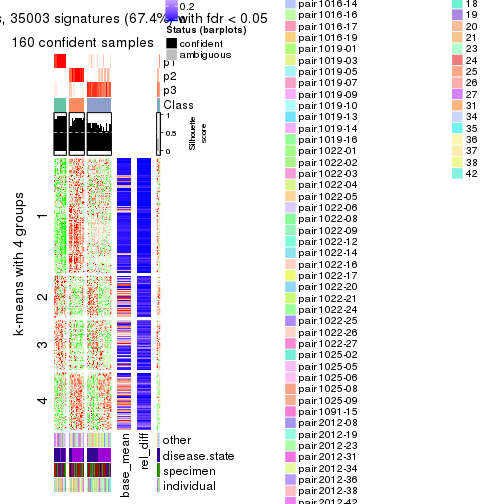 s, 35003 signatures (67.4%) with fdr < 0.05
160 confident samples
0.2
Status (barplots)
confident
ambiguous
p1
p2
p3
Class
1
0.5
0
Silhouette
score
k-means with 4 groups
1
2
3
4
base_mean
rel_diff
other
disease.state
specimen
individual
pair1016-14
pair1016-16
pair1016-17
pair1019-01
pair1019-03
pair1019-05
pair1019-07
pair1019-09
pair1019-10
pair1019-13
pair1019-14
pair1019-16
pair1022-01
pair1022-02
pair1022-03
pair1022-04
pair1022-05
pair1022-06
pair1022-08
pair1022-09
pair1022-12
pair1022-14
pair1022-16
pair1022-17
pair1022-20
pair1022-21
pair1022-24
pair1022-25
pair1022-26
pair1022-27
pair1025-02
pair1025-05
pair1025-06
pair1025-08
pair1025-09
pair1091-15
pair2012-08
pair2012-19
pair2012-23
pair2012-31
pair2012-34
pair2012-36
pair2012-38
pair2012-42
18
19
20
21
23
24
25
26
27
31
34
35
36
37
38
42